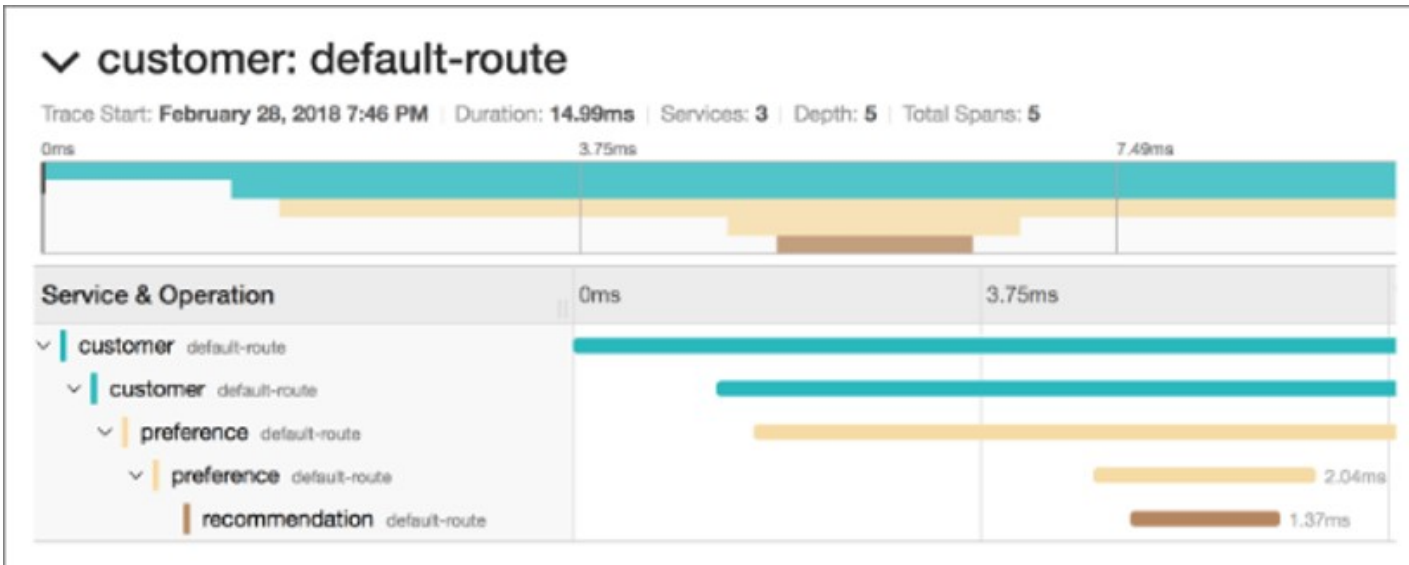 customer: default-route
Trace Start: February 28, 2018 7:46 PM | Duration: 14.99ms | Services: 3 | Depth: 5 | Total Spans: 5
0ms 3.75ms 7.49ms
Service & Operation 0ms 3.75ms
customer default-route
customer default-route
preference default-route
preference default-route 2.04ms
recommendation default-route 1.37ms